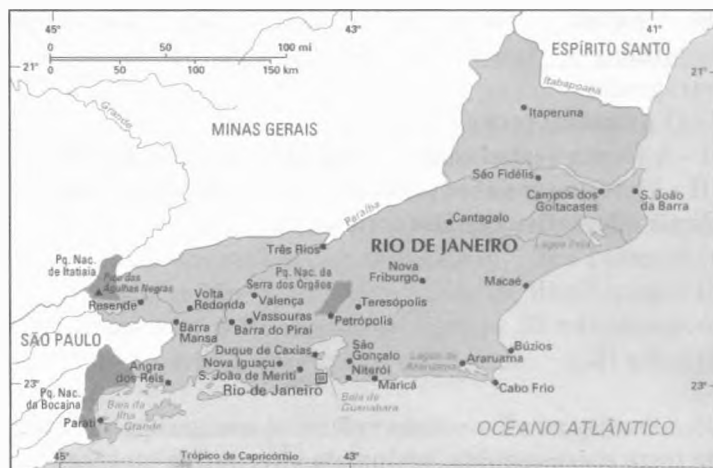 45°
43°
41°
0
50
100 mi
0
50
100
150 km
21°
21°
ESPÍRITO SANTO
Itabapoana
Grande
MINAS GERAIS
Itaperuna
São Fidélis
Campos dos
Goitacases
S. João
da Barra
Paraíba
Cantagalo
Três Rios
RIO DE JANEIRO
Lagoa Feia
Pq. Nac.
de Itatiaia
Pico das
Agulhas Negras
Pq. Nac. da
Serra dos Órgãos
Nova
Friburgo
Macaé
Resende
Volta
Redonda
Valença
Teresópolis
Vassouras
Petrópolis
SÃO PAULO
Barra
Mansa
Barra do Piraí
São
Gonçalo
Búzios
Duque de Caxias
Lagoa de
Araruama
Araruama
Angra
dos Reis
Nova Iguaçu
Niterói
S. João de Meriti
Maricá
Cabo Frio
23°
23°
Rio de Janeiro
Pq. Nac.
da Bocaina
Baía da
Ilha
Grande
Baía de
Guanabara
Parati
OCEANO ATLÂNTICO
Trópico de Capricórnio
45°
43°
41°